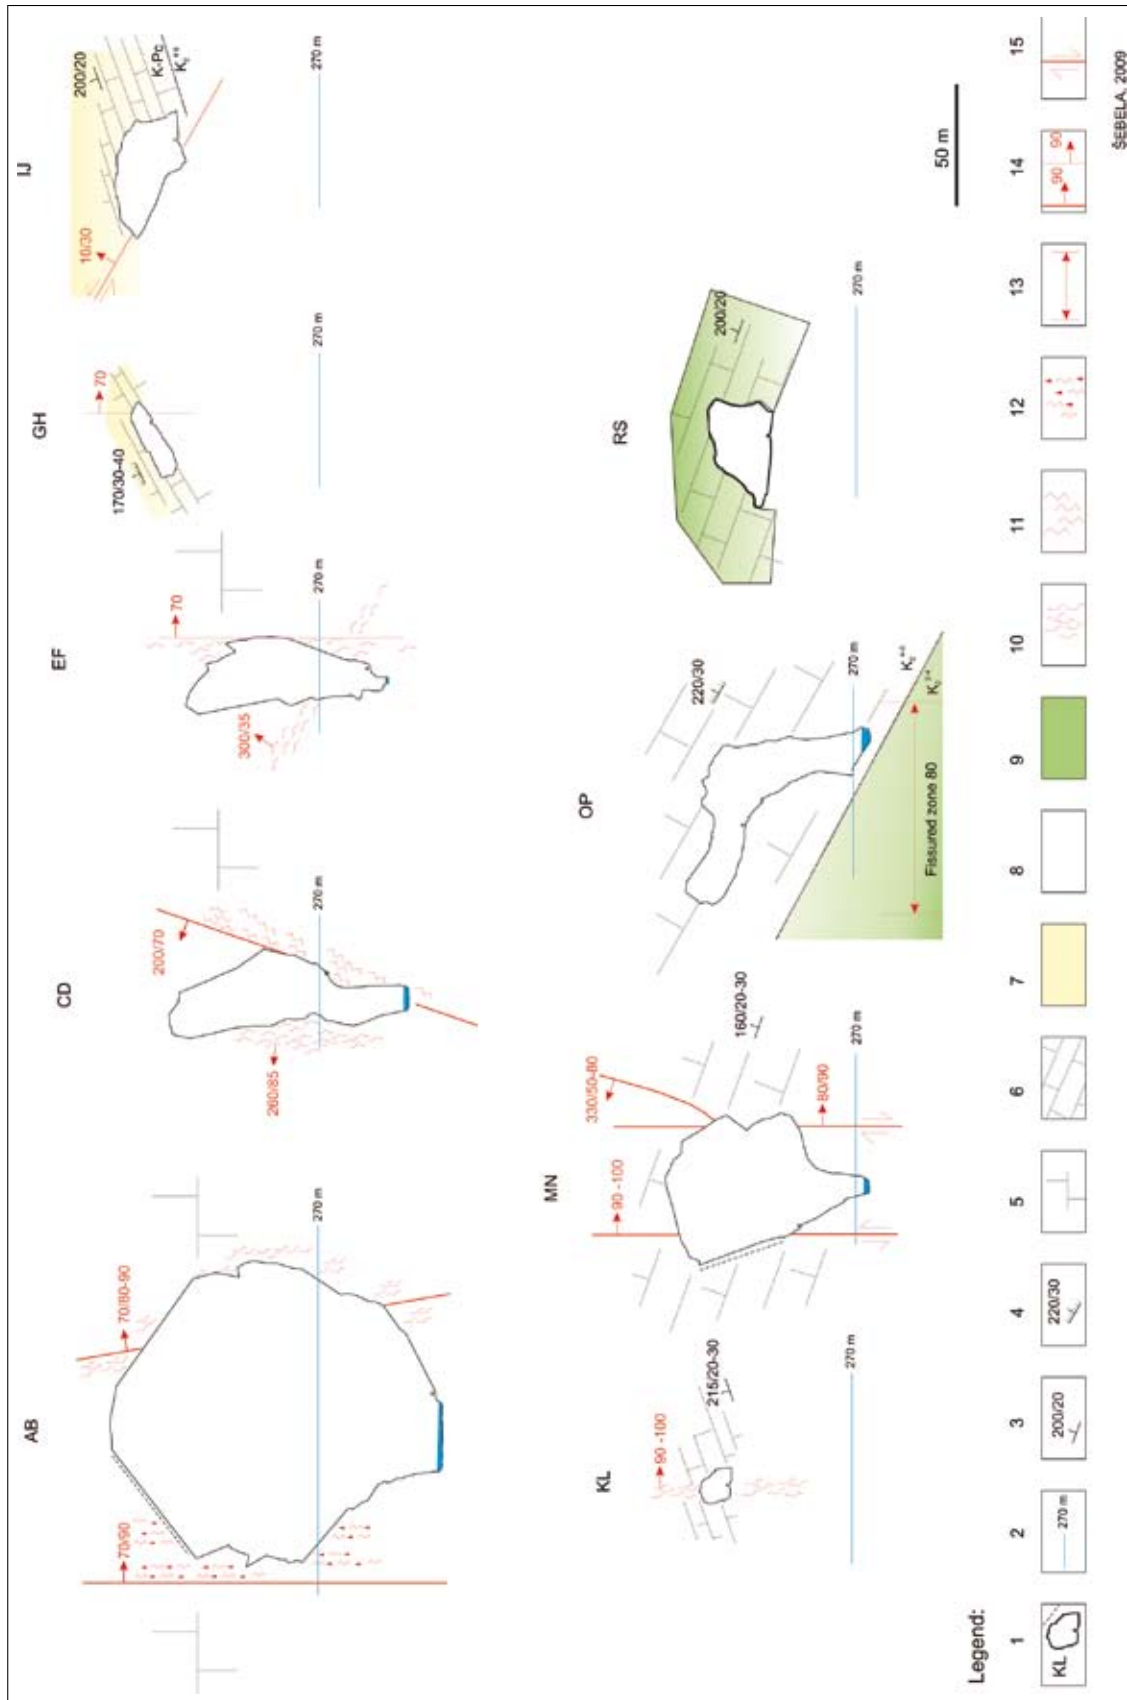 AB
70/90
70/80-90
270 m
CD
260/85
200/70
270 m
EF
300/35
70
270 m
GH
170/30-40
70
270 m
IJ
10/30
200/20
K-Pc
270 m
KL
90 -100
215/20-30
270 m
MN
90 -100
330/50-80
80/90
160/20-30
270 m
OP
220/30
270 m
Fissured zone 80
RS
200/20
270 m
50 m
Legend:
1 2 3 4 5 6 7 8 9 10 11 12 13 14 15
KL
270 m
200/20
220/30
90
90
ŠEBELA, 2009